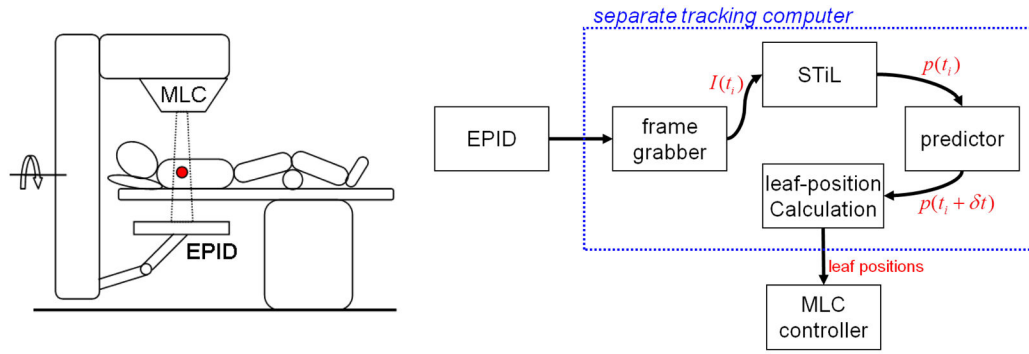 MLC
EPID
separate tracking computer
EPID
frame
grabber
I(t_i)
STiL
p(t_i)
predictor
p(t_i + δt)
leaf-position
Calculation
leaf positions
MLC
controller